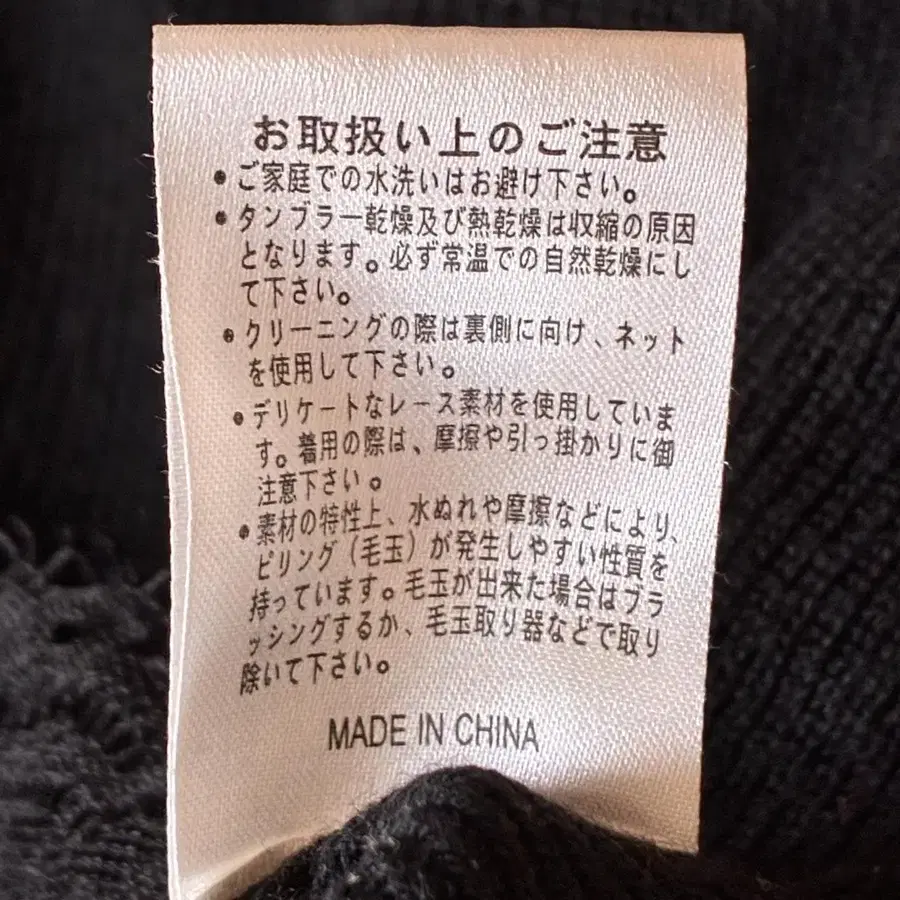 お取扱い上のご注意
・ご家庭での水洗いはお避け下さい。
・タンブラー乾燥及び熱乾燥は収縮の原因
となります。必ず常温での自然乾燥にし
て下さい。
・クリーニングの際は裏側に向け、ネット
を使用して下さい。
・デリケートなレース素材を使用していま
す。着用の際は、摩擦や引っ掛かりに御
注意下さい。
・素材の特性上、水ぬれや摩擦などにより、
ピリング(毛玉)が発生しやすい性質を
持っています。毛玉が出来た場合はブラ
ッシングするか、毛玉取り器などで取り
除いて下さい。
MADE IN CHINA